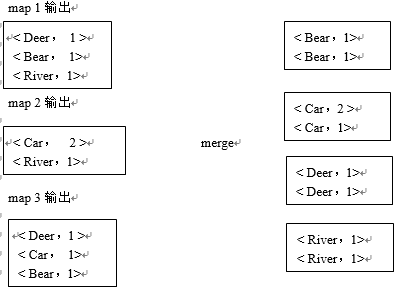 map 1 输出
< Deer， 1 >
< Bear， 1>
< River，1>
map 2 输出
< Car， 2 >
< River，1>
map 3 输出
< Deer，1 >
< Car， 1>
< Bear，1>
merge
< Bear，1>
< Bear，1>
< Car，2 >
< Car，1>
< Deer，1>
< Deer，1>
< River，1>
< River，1>